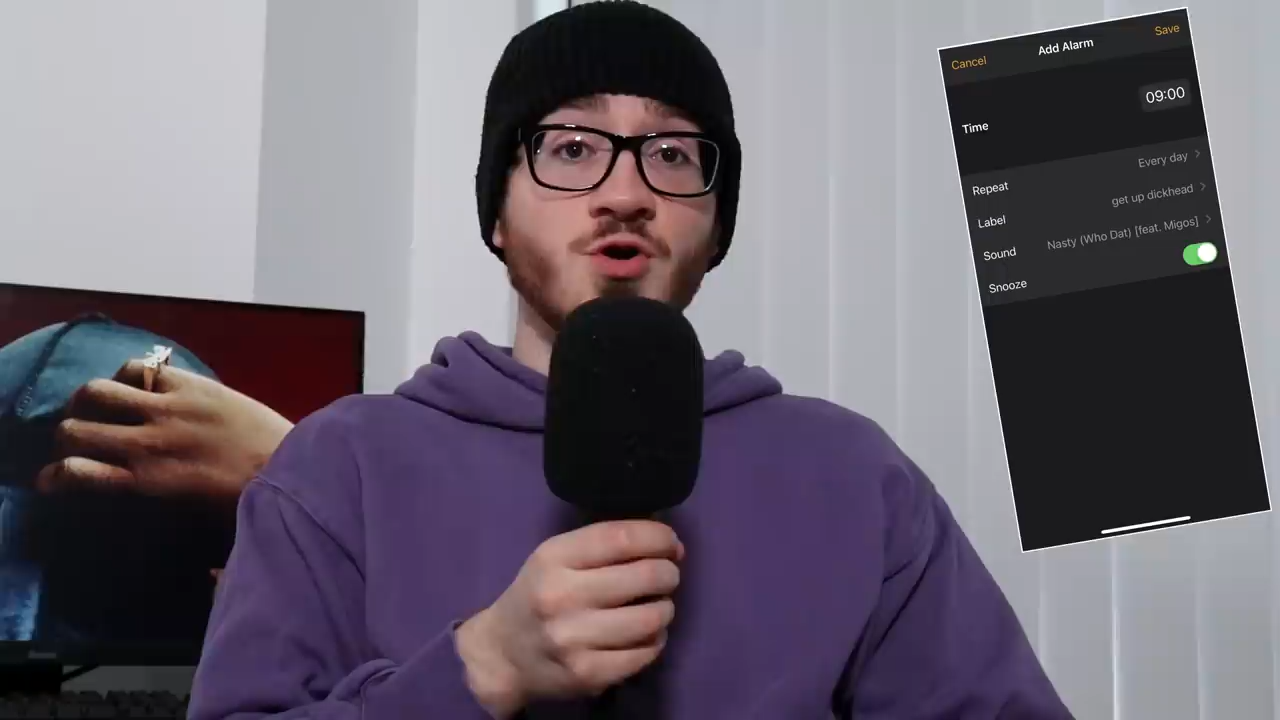 Cancel Add Alarm Save
Time 09:00
Repeat Every day
Label get up dickhead
Sound Nasty (Who Dat) [feat. Migos]
Snooze